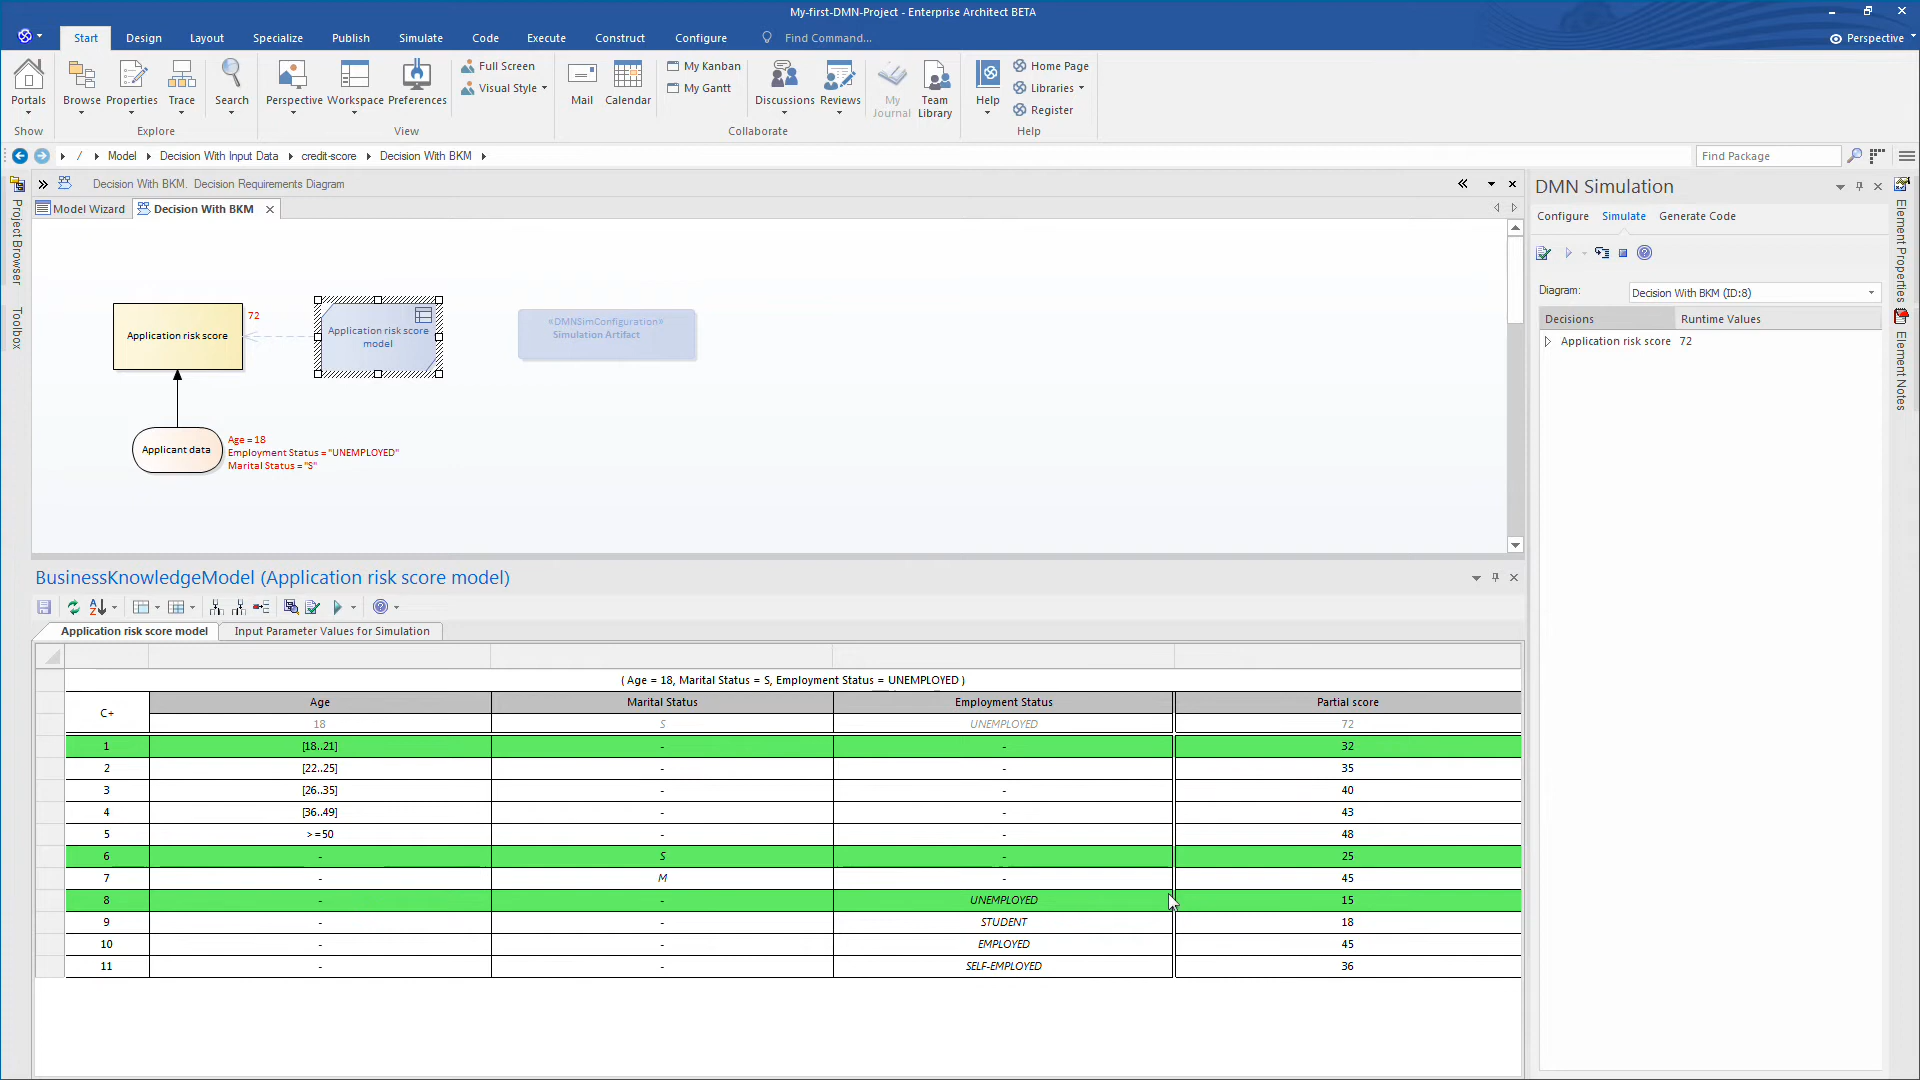 My-first-DMN-Project - Enterprise Architect BETA
Start Design Layout Specialize Publish Simulate Code Execute Construct Configure Find Command... Perspective
Portals Browse Properties Trace Search Perspective Workspace Preferences Full Screen Visual Style Mail Calendar My Kanban My Gantt Discussions Reviews My Journal Team Library Help Home Page Libraries Register
Show Explore View Collaborate Help
/ Model Decision With Input Data credit-score Decision With BKM Find Package
Project Browser
Toolbox
Decision With BKM. Decision Requirements Diagram
Model Wizard Decision With BKM
Application risk score
72
Application risk score
model
«DMNSimConfiguration»
Simulation Artifact
Applicant data
Age = 18
Employment Status = "UNEMPLOYED"
Marital Status = "S"
DMN Simulation
Configure Simulate Generate Code
Diagram: Decision With BKM (ID:8)
Decisions Runtime Values
Application risk score 72
Element Properties
Element Notes
BusinessKnowledgeModel (Application risk score model)
Application risk score model Input Parameter Values for Simulation
( Age = 18, Marital Status = S, Employment Status = UNEMPLOYED )
C+ Age Marital Status Employment Status Partial score
18 S UNEMPLOYED 72
1 [18..21] - - 32
2 [22..25] - - 35
3 [26..35] - - 40
4 [36..49] - - 43
5 >=50 - - 48
6 - S - 25
7 - M - 45
8 - - UNEMPLOYED 15
9 - - STUDENT 18
10 - - EMPLOYED 45
11 - - SELF-EMPLOYED 36